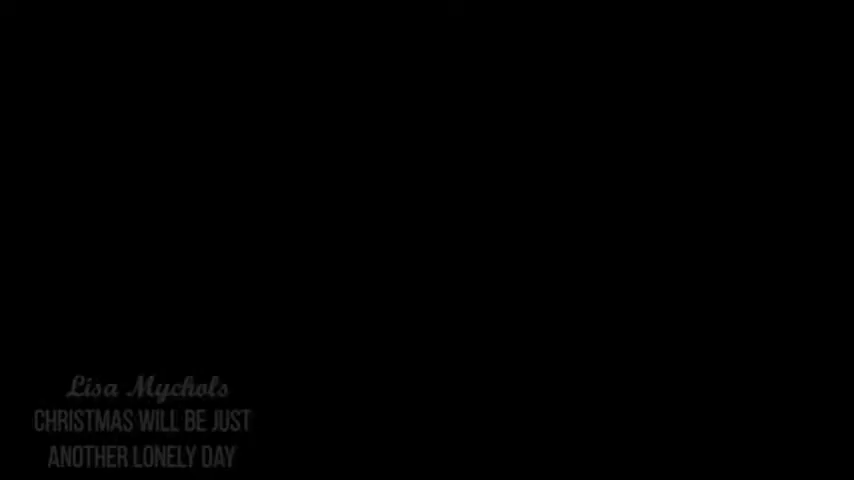 Lisa Mychols
CHRISTMAS WILL BE JUST
ANOTHER LONELY DAY